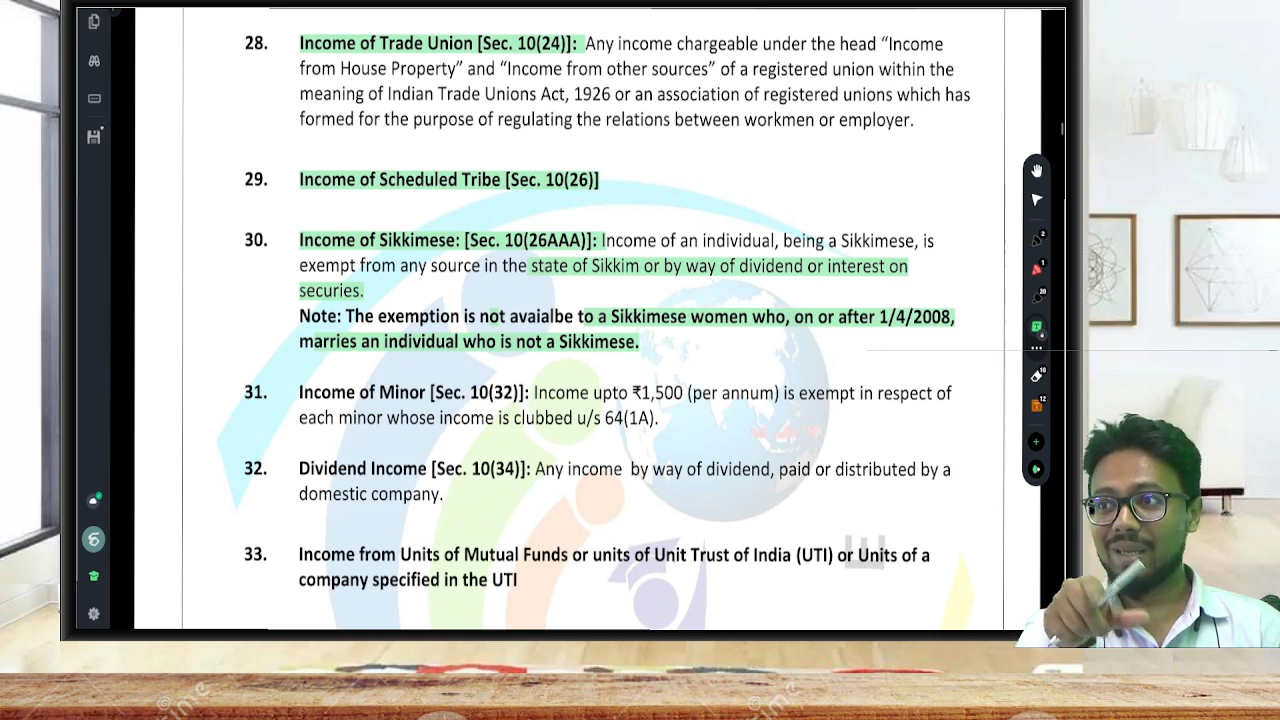 28. Income of Trade Union [Sec. 10(24)]: Any income chargeable under the head “Income
from House Property” and “Income from other sources” of a registered union within the
meaning of Indian Trade Unions Act, 1926 or an association of registered unions which has
formed for the purpose of regulating the relations between workmen or employer.
29. Income of Scheduled Tribe [Sec. 10(26)]
30. Income of Sikkimese: [Sec. 10(26AAA)]: Income of an individual, being a Sikkimese, is
exempt from any source in the state of Sikkim or by way of dividend or interest on
securies.
Note: The exemption is not avaialbe to a Sikkimese women who, on or after 1/4/2008,
marries an individual who is not a Sikkimese.
31. Income of Minor [Sec. 10(32)]: Income upto ₹1,500 (per annum) is exempt in respect of
each minor whose income is clubbed u/s 64(1A).
32. Dividend Income [Sec. 10(34)]: Any income by way of dividend, paid or distributed by a
domestic company.
33. Income from Units of Mutual Funds or units of Unit Trust of India (UTI) or Units of a
company specified in the UTI
2
1
20
10
12